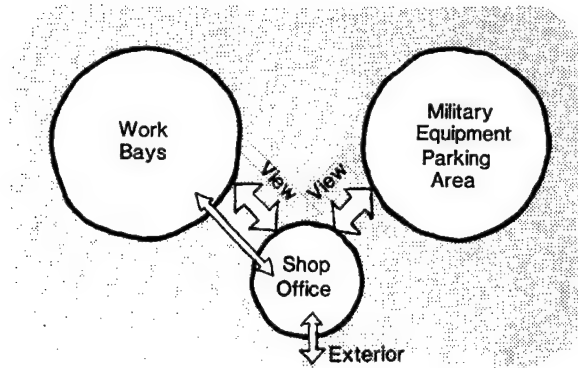 Work
Bays
Military
Equipment
Parking
Area
View
View
Shop
Office
Exterior